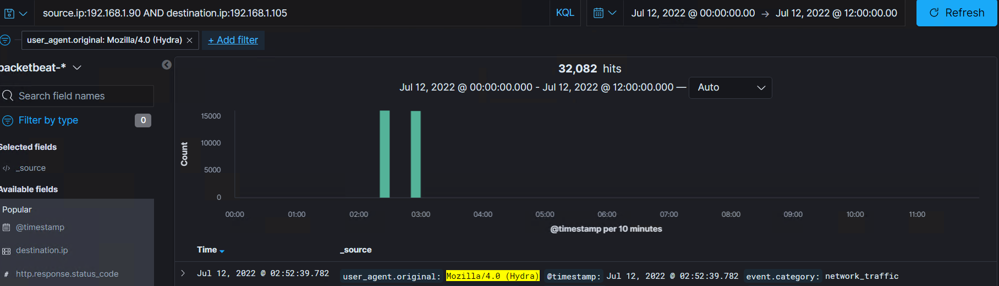 source.ip:192.168.1.90 AND destination.ip:192.168.1.105 KQL Jul 12, 2022 @ 00:00:00.00 → Jul 12, 2022 @ 12:00:00.00 Refresh
user_agent.original: Mozilla/4.0 (Hydra) × + Add filter
packetbeat-*
Search field names
Filter by type 0
Selected fields
_source
Available fields
Popular
@timestamp
destination.ip
# http.response.status_code
32,082 hits
Jul 12, 2022 @ 00:00:00.000 - Jul 12, 2022 @ 12:00:00.000 — Auto
15000
10000
5000
0
Count
00:00 01:00 02:00 03:00 04:00 05:00 06:00 07:00 08:00 09:00 10:00 11:00
@timestamp per 10 minutes
Time _source
Jul 12, 2022 @ 02:52:39.782 user_agent.original: Mozilla/4.0 (Hydra) @timestamp: Jul 12, 2022 @ 02:52:39.782 event.category: network_traffic